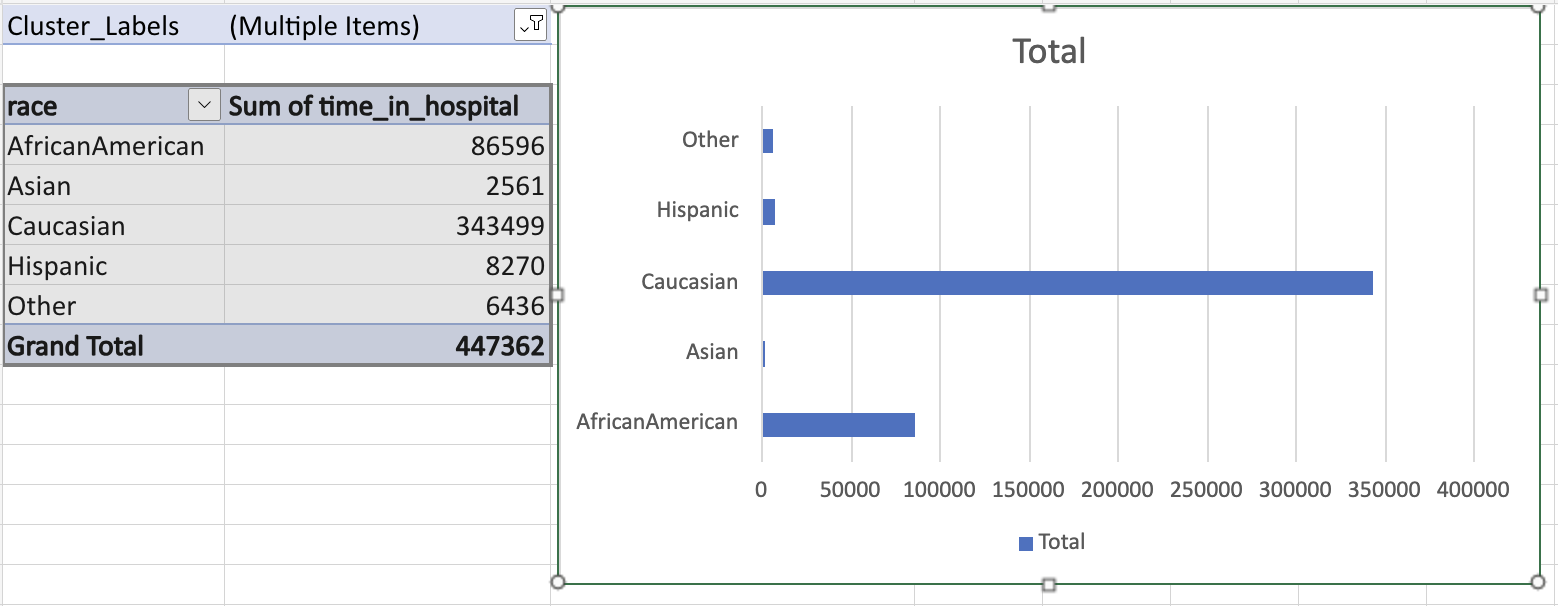 Cluster_Labels (Multiple Items)
race Sum of time_in_hospital
AfricanAmerican 86596
Asian 2561
Caucasian 343499
Hispanic 8270
Other 6436
Grand Total 447362
Total
Other
Hispanic
Caucasian
Asian
AfricanAmerican
0 50000 100000 150000 200000 250000 300000 350000 400000
Total